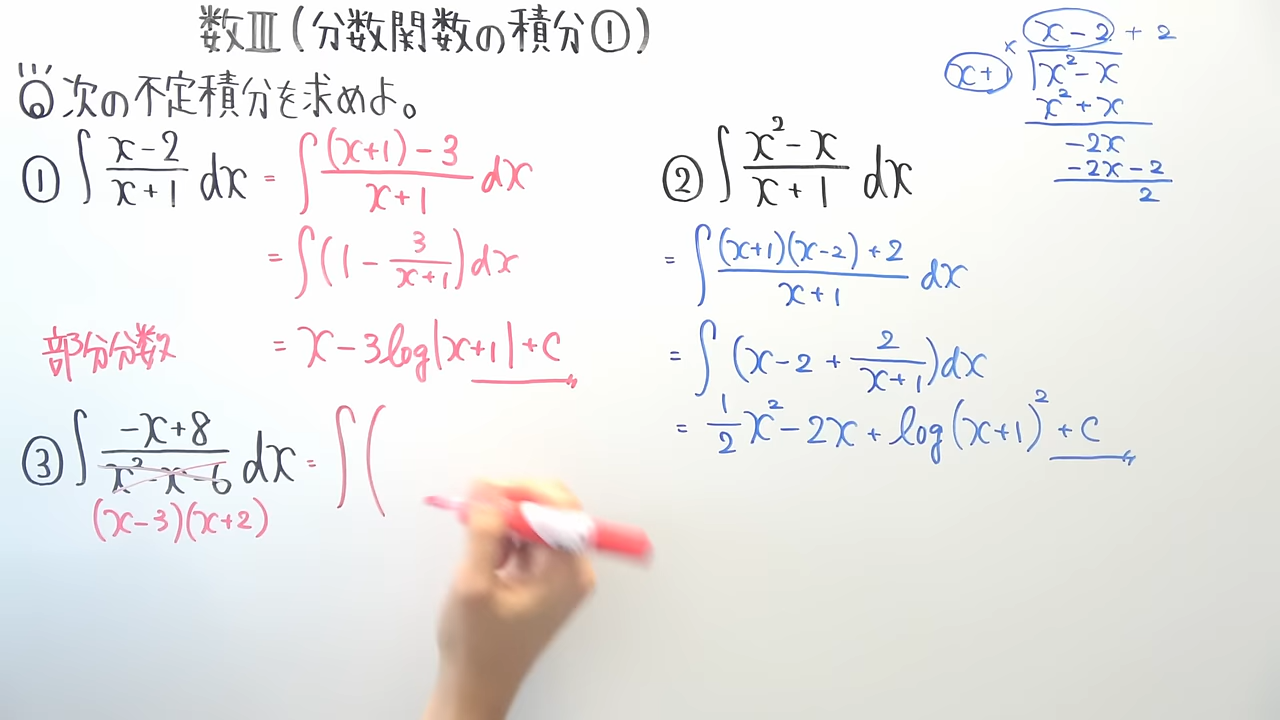 数Ⅲ(分数関数の積分①)
次の不定積分を求めよ。
① ∫ (x-2)/(x+1) dx = ∫ ((x+1)-3)/(x+1) dx
= ∫(1 - 3/(x+1))dx
= x-3log|x+1|+C
部分分数
③ ∫ (-x+8)/(x²-x-6) dx = ∫(
(x-3)(x+2)
② ∫ (x²-x)/(x+1) dx
= ∫ ((x+1)(x-2)+2)/(x+1) dx
= ∫ (x-2+2/(x+1))dx
= 1/2 x²-2x+log(x+1)²+C
x-2+2
x+1 x²-x
x²+x
-2x
-2x-2
2